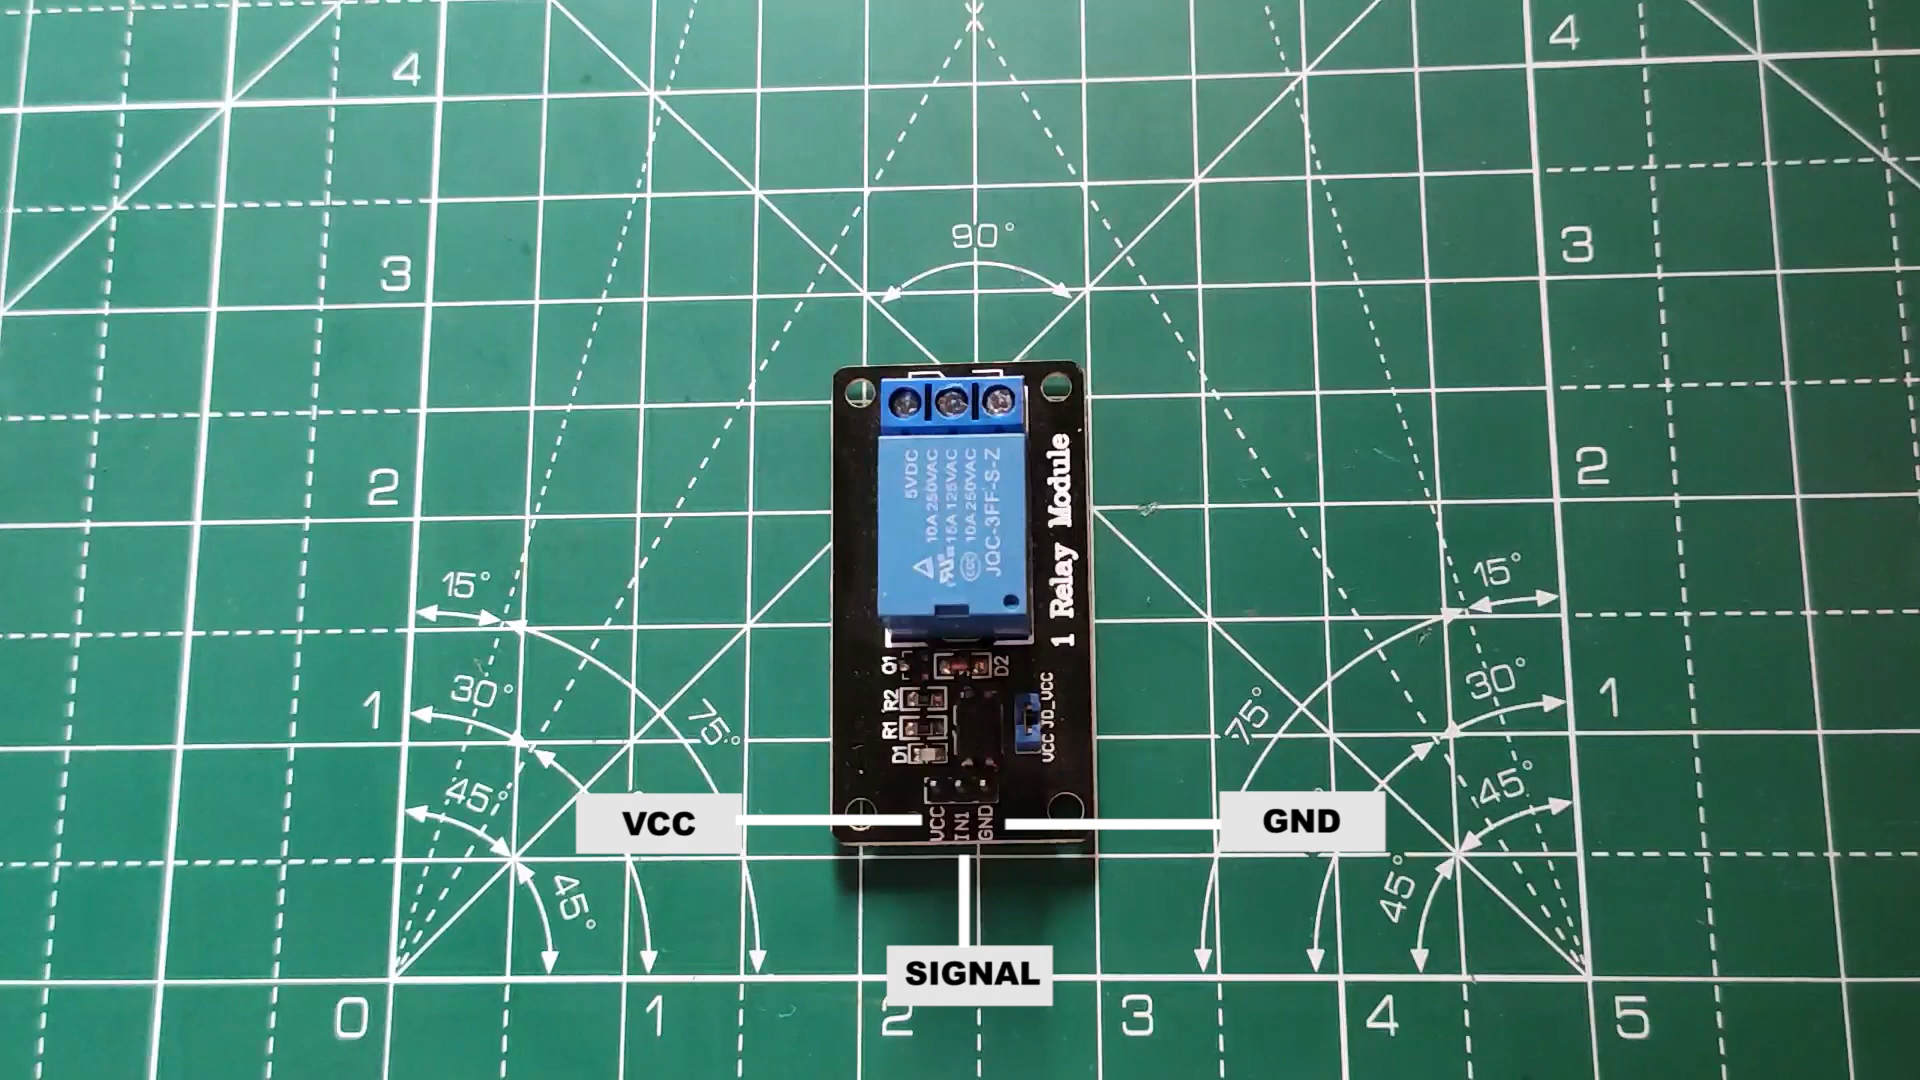 4
4
3
90°
3
2
2
5VDC
10A 250VAC
15A 125VAC
10A 250VAC
JQC-3FF-S-Z
1 Relay Module
15°
15°
30°
30°
1
1
75°
75°
45°
45°
Q1
D2
R2
R1
D1
VCC JD_VCC
VCC
IN1
GND
VCC
GND
SIGNAL
45°
45°
0
1
2
3
4
5